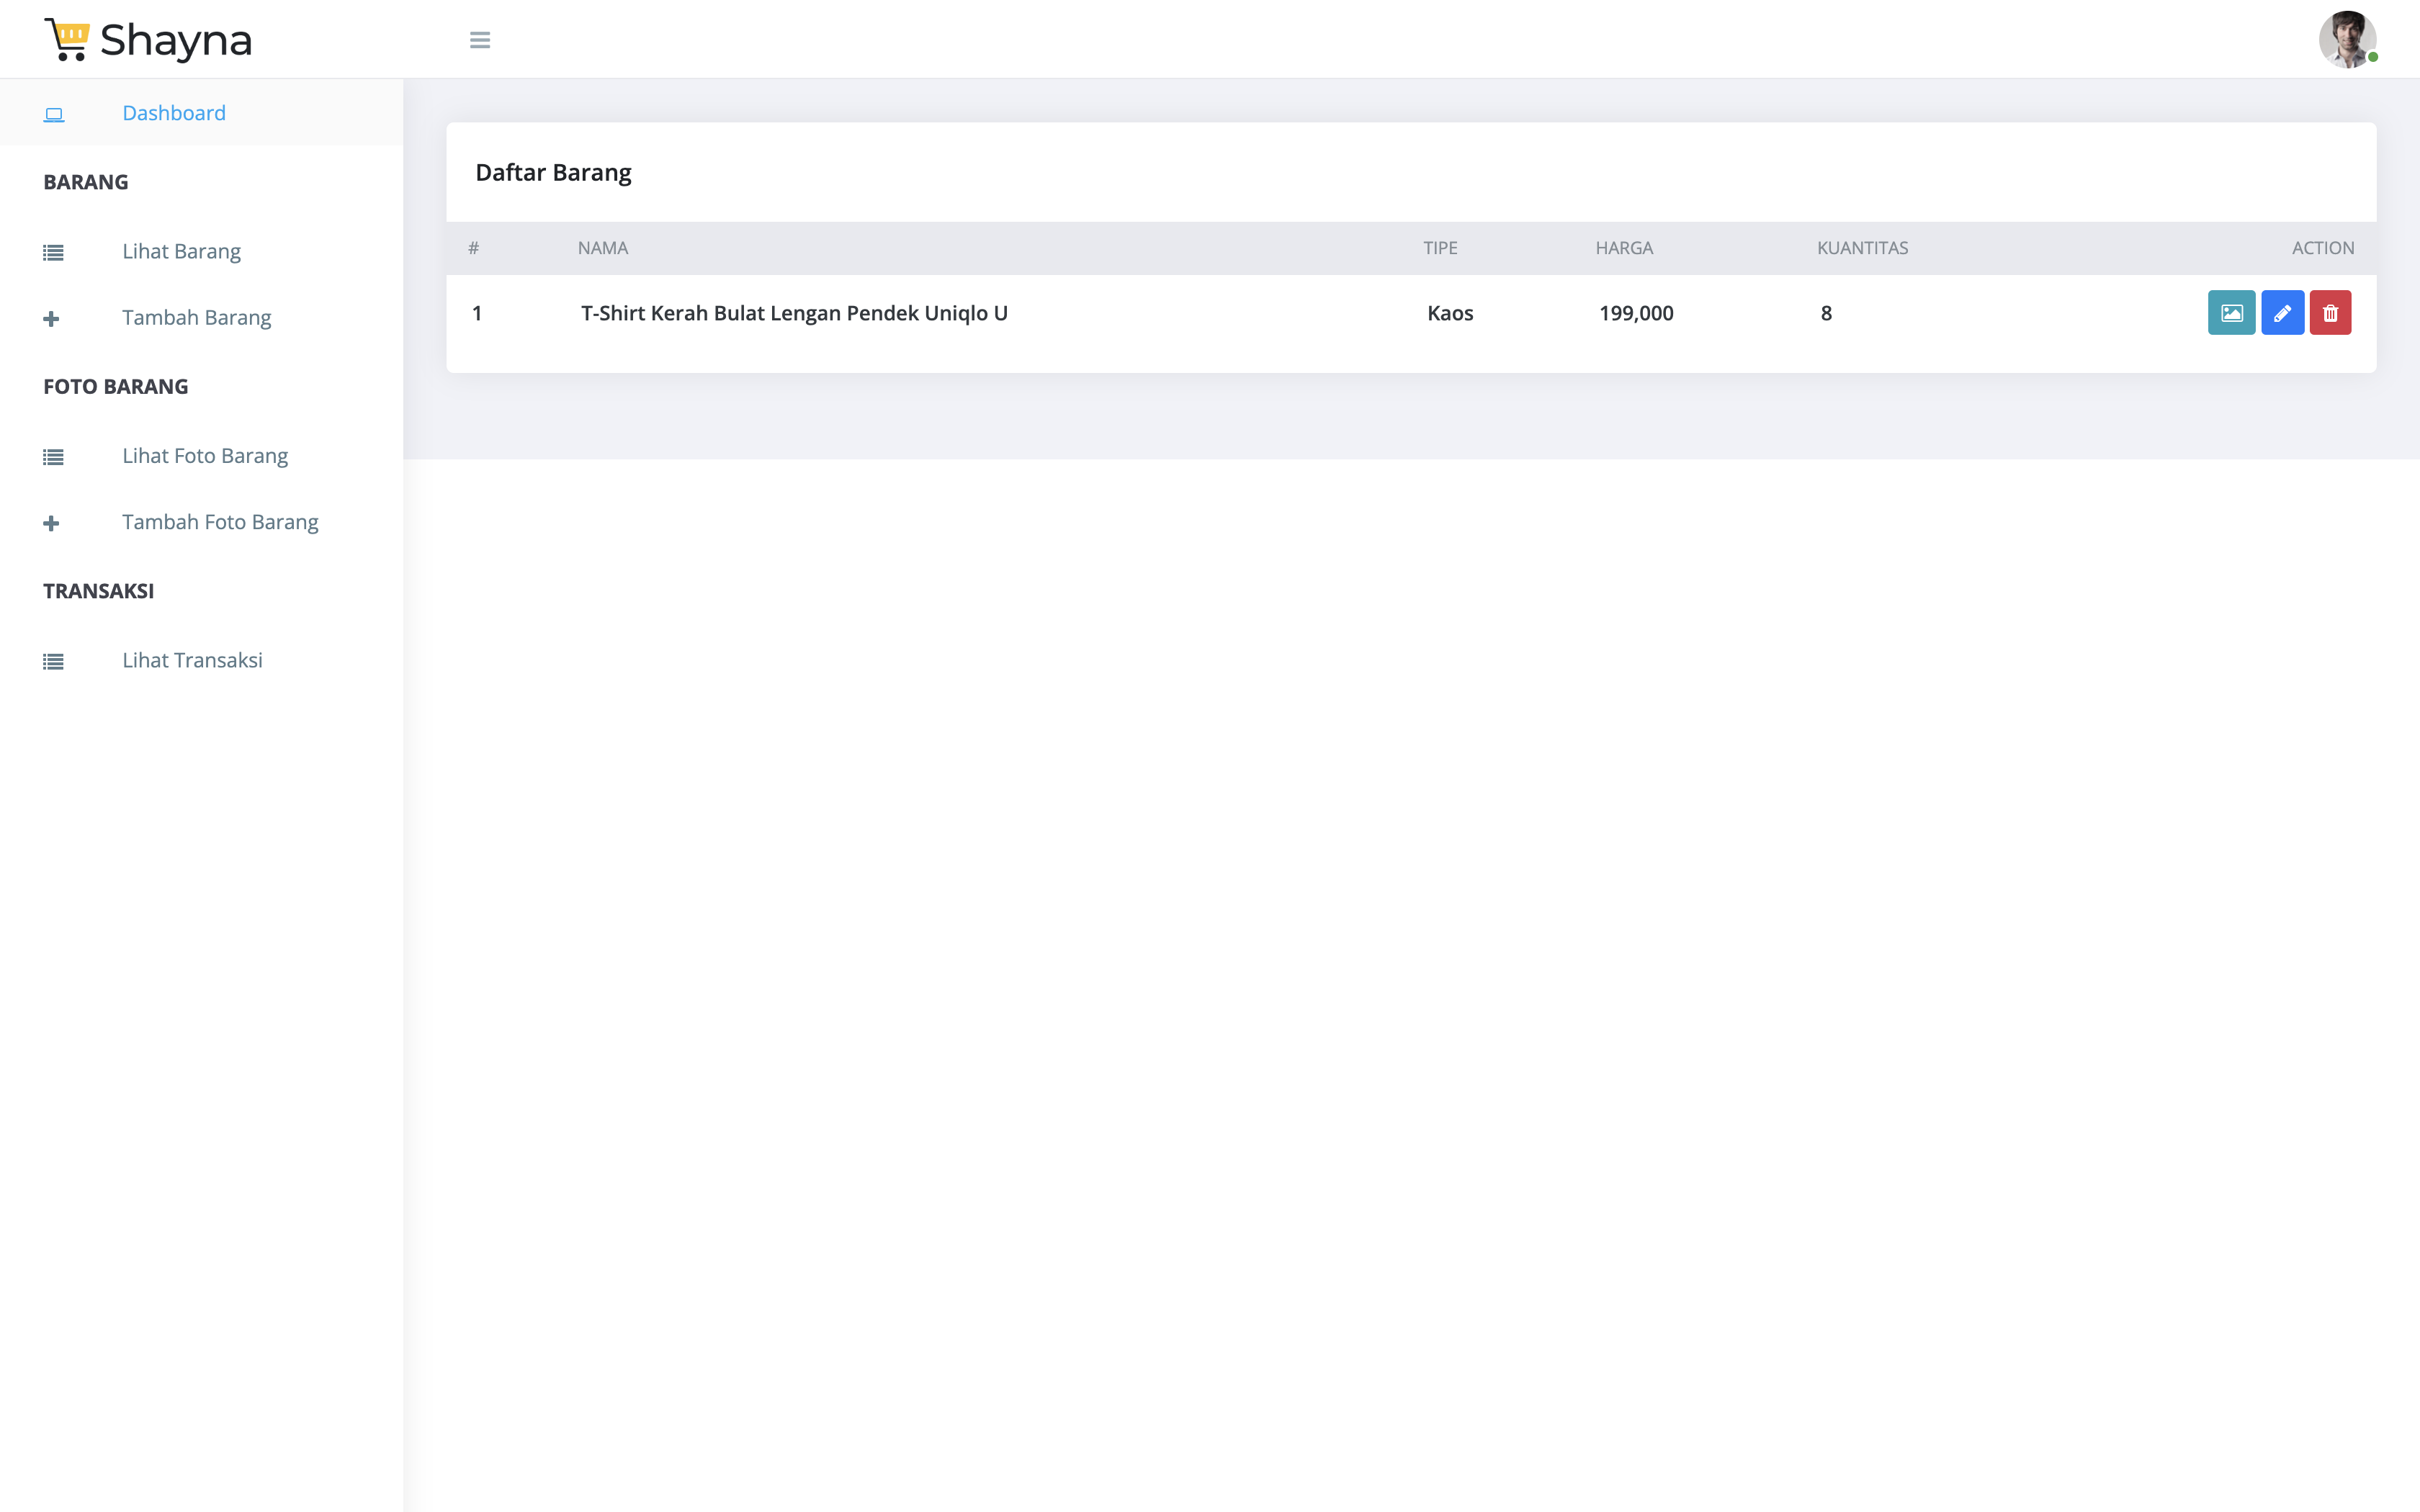 Shayna
Dashboard
BARANG
Lihat Barang
Tambah Barang
FOTO BARANG
Lihat Foto Barang
Tambah Foto Barang
TRANSAKSI
Lihat Transaksi
Daftar Barang
# NAMA TIPE HARGA KUANTITAS ACTION
1 T-Shirt Kerah Bulat Lengan Pendek Uniqlo U Kaos 199,000 8